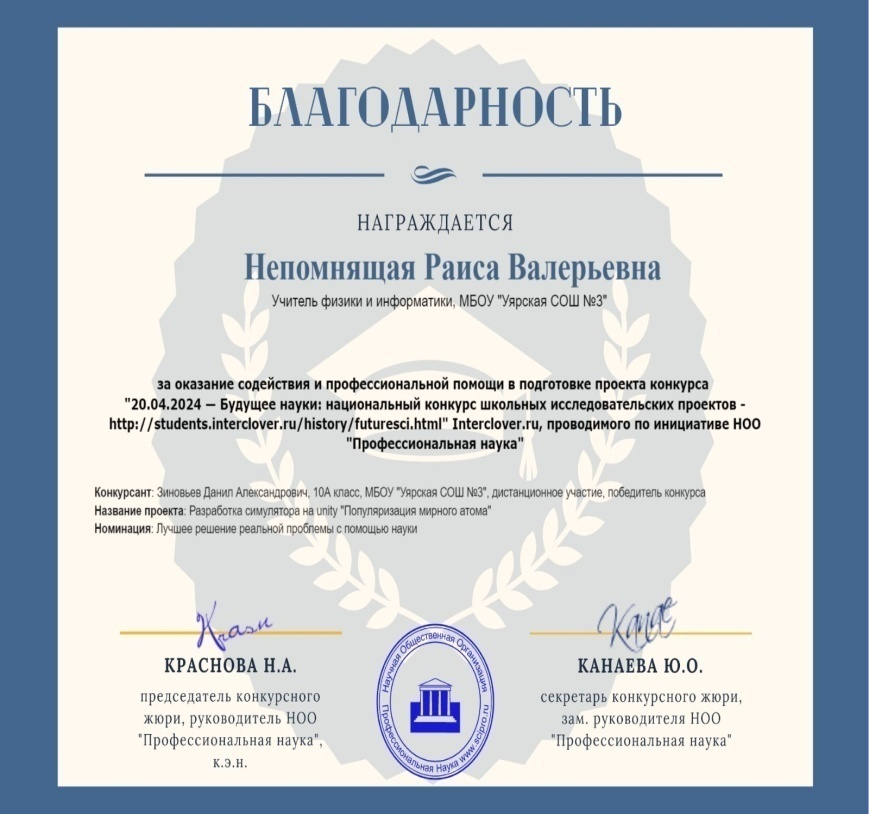 БЛАГОДАРНОСТЬ
НАГРАЖДАЕТСЯ
Непомнящая Раиса Валерьевна
Учитель физики и информатики, МБОУ "Уярская СОШ №3"
за оказание содействия и профессиональной помощи в подготовке проекта конкурса
"20.04.2024 — Будущее науки: национальный конкурс школьных исследовательских проектов -
http://students.interclover.ru/history/futuresci.html" Interclover.ru, проводимого по инициативе НОО
"Профессиональная наука"
Конкурсант: Зиновьев Данил Александрович, 10А класс, МБОУ "Уярская СОШ №3", дистанционное участие, победитель конкурса
Название проекта: Разработка симулятора на unity "Популяризация мирного атома"
Номинация: Лучшее решение реальной проблемы с помощью науки
КРАСНОВА Н.А.
председатель конкурсного
жюри, руководитель НОО
"Профессиональная наука",
к.э.н.
Научная Общественная Организация
Профессиональная Наука www.scipro.ru
КАНАЕВА Ю.О.
секретарь конкурсного жюри,
зам. руководителя НОО
"Профессиональная наука"